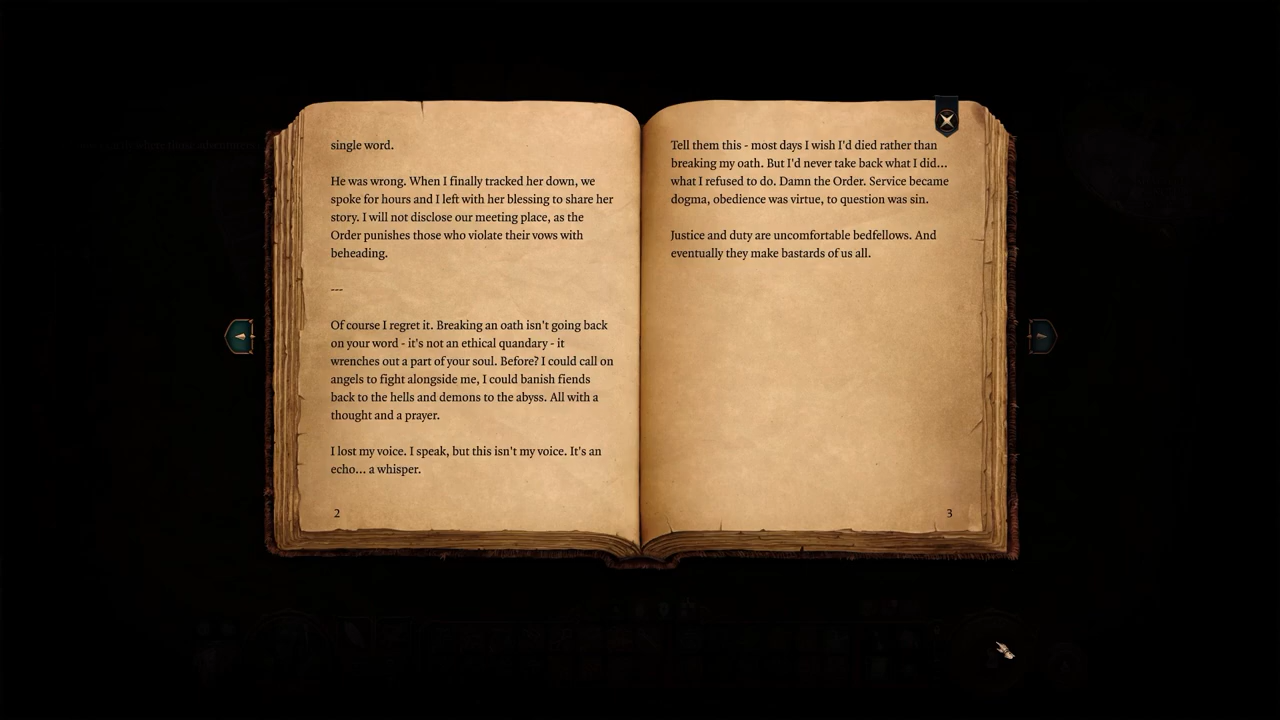 single word.
He was wrong. When I finally tracked her down, we
spoke for hours and I left with her blessing to share her
story. I will not disclose our meeting place, as the
Order punishes those who violate their vows with
beheading.
---
Of course I regret it. Breaking an oath isn't going back
on your word - it's not an ethical quandary - it
wrenches out a part of your soul. Before? I could call on
angels to fight alongside me, I could banish fiends
back to the hells and demons to the abyss. All with a
thought and a prayer.
I lost my voice. I speak, but this isn't my voice. It's an
echo... a whisper.
2
Tell them this - most days I wish I'd died rather than
breaking my oath. But I'd never take back what I did...
what I refused to do. Damn the Order. Service became
dogma, obedience was virtue, to question was sin.
Justice and duty are uncomfortable bedfellows. And
eventually they make bastards of us all.
3